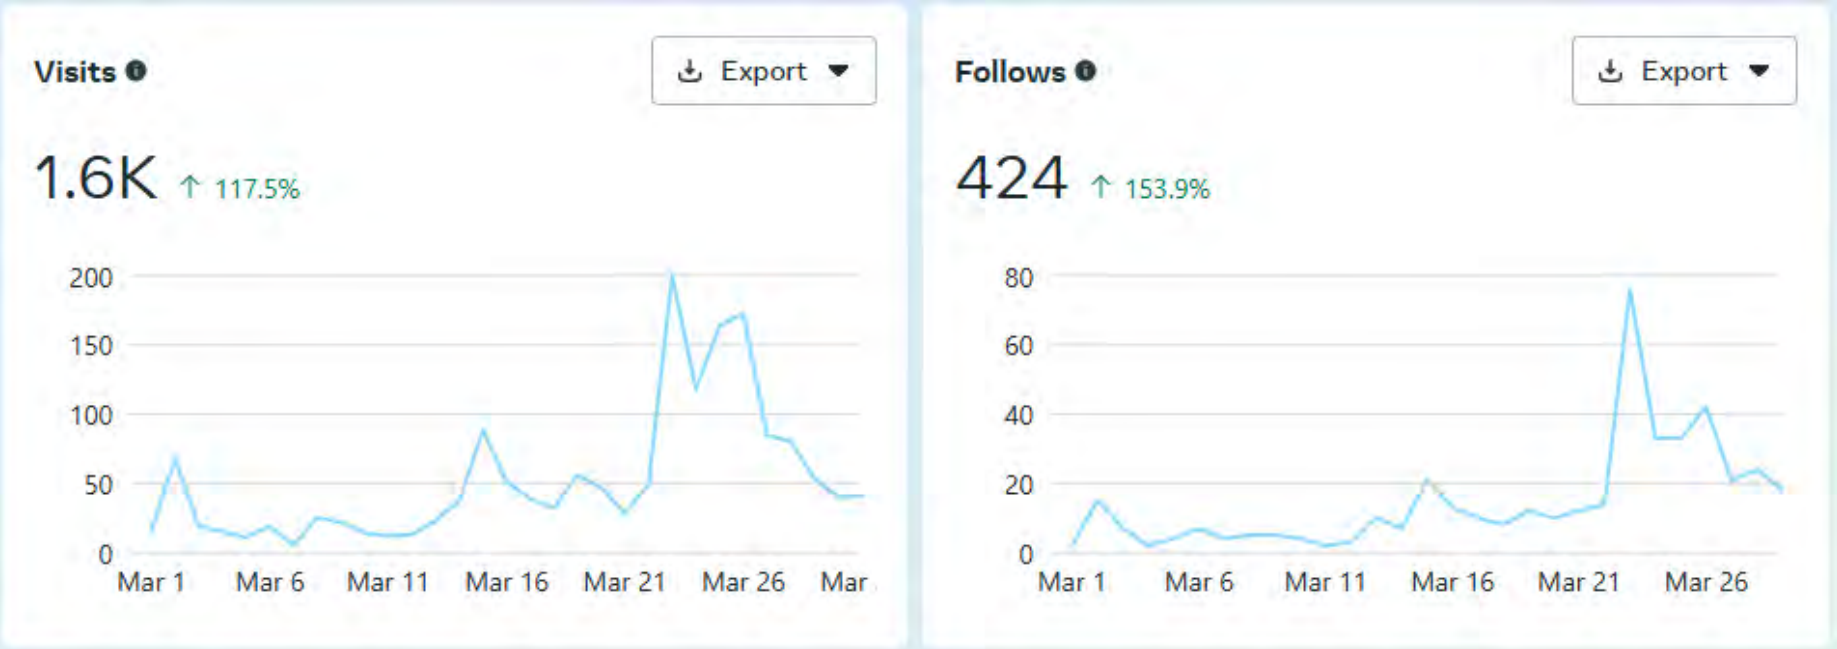 Visits
Export
1.6K ↑ 117.5%
200
150
100
50
0
Mar 1 Mar 6 Mar 11 Mar 16 Mar 21 Mar 26 Mar
Follows
Export
424 ↑ 153.9%
80
60
40
20
0
Mar 1 Mar 6 Mar 11 Mar 16 Mar 21 Mar 26